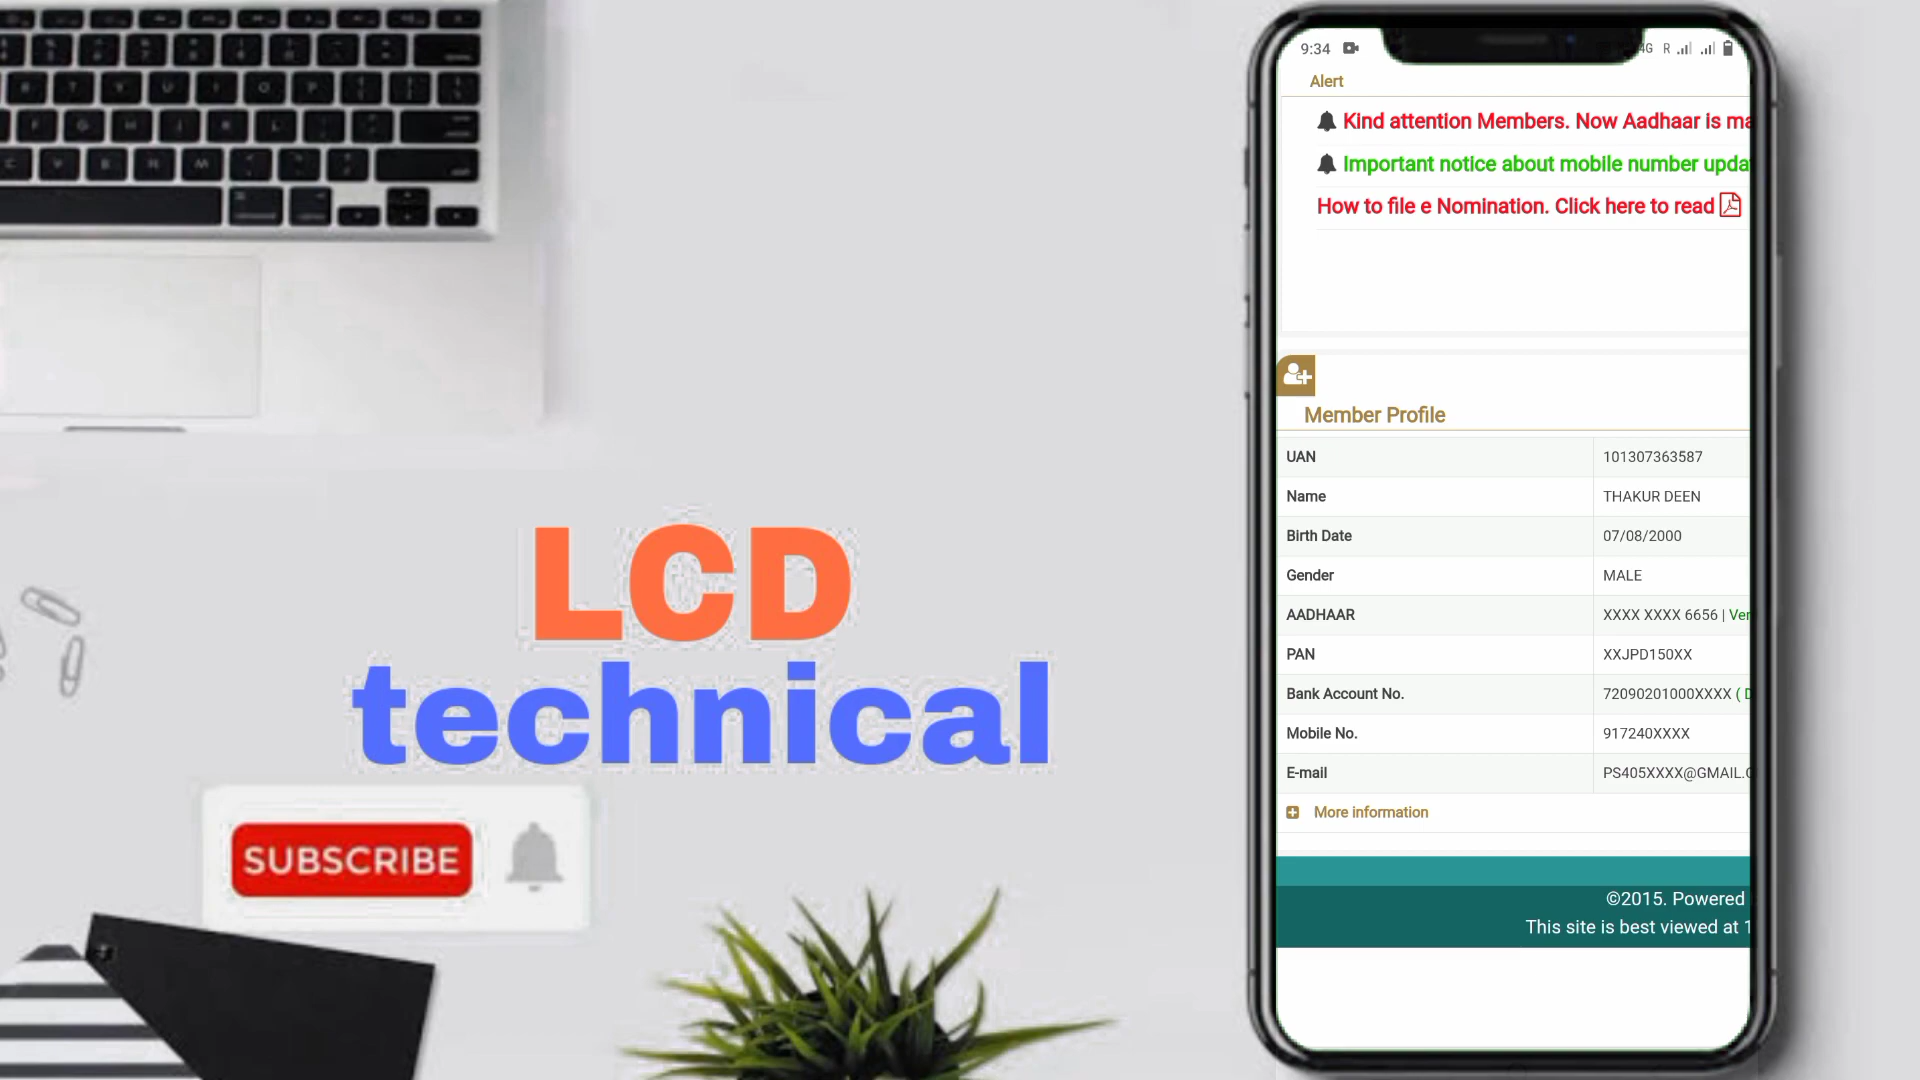 LCD
technical
SUBSCRIBE
9:34
4G R
Alert
Kind attention Members. Now Aadhaar is ma
Important notice about mobile number upda
How to file e Nomination. Click here to read
Member Profile
UAN 101307363587
Name THAKUR DEEN
Birth Date 07/08/2000
Gender MALE
AADHAAR XXXX XXXX 6656 | Ver
PAN XXJPD150XX
Bank Account No. 72090201000XXXX ( D
Mobile No. 917240XXXX
E-mail PS405XXXX@GMAIL.C
More information
©2015. Powered
This site is best viewed at 1